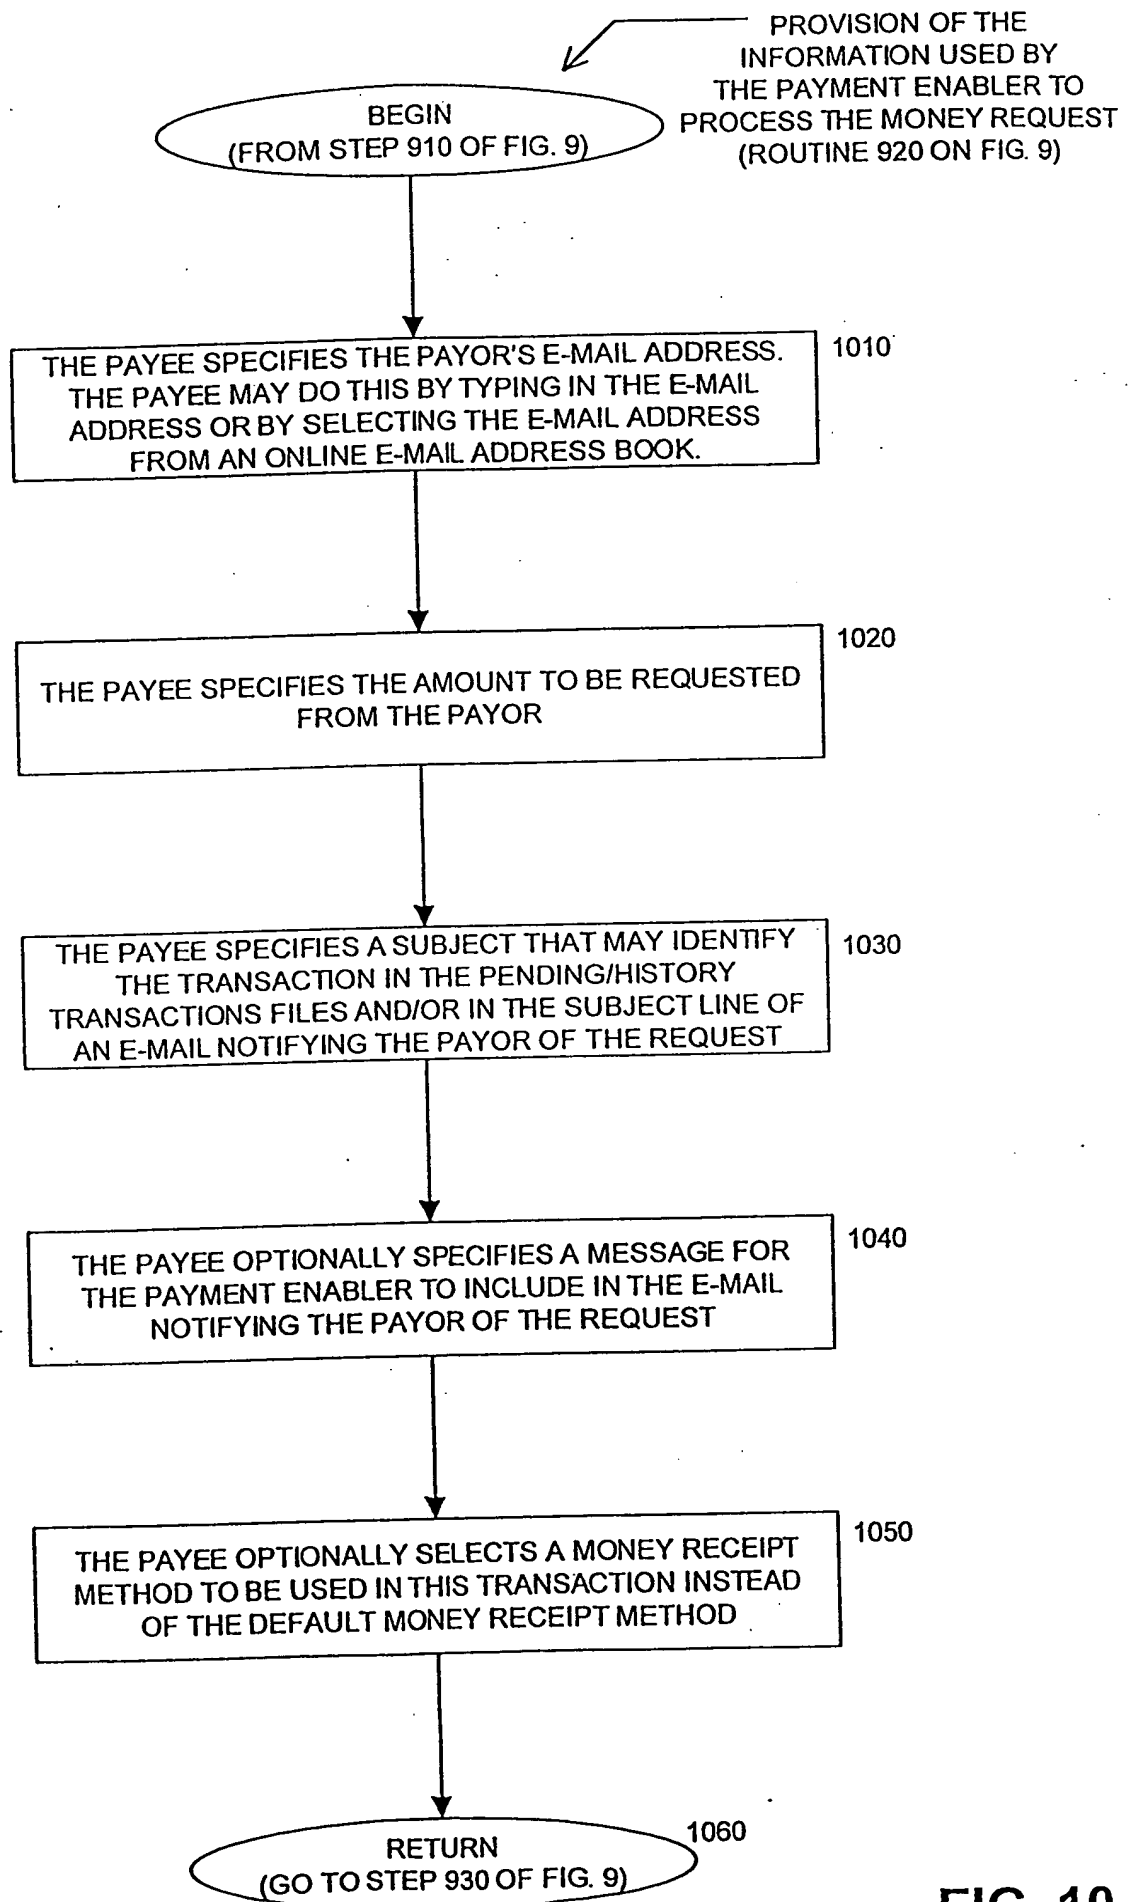 PROVISION OF THE
INFORMATION USED BY
THE PAYMENT ENABLER TO
PROCESS THE MONEY REQUEST
(ROUTINE 920 ON FIG. 9)
BEGIN
(FROM STEP 910 OF FIG. 9)
1010
THE PAYEE SPECIFIES THE PAYOR'S E-MAIL ADDRESS.
THE PAYEE MAY DO THIS BY TYPING IN THE E-MAIL
ADDRESS OR BY SELECTING THE E-MAIL ADDRESS
FROM AN ONLINE E-MAIL ADDRESS BOOK.
1020
THE PAYEE SPECIFIES THE AMOUNT TO BE REQUESTED
FROM THE PAYOR
1030
THE PAYEE SPECIFIES A SUBJECT THAT MAY IDENTIFY
THE TRANSACTION IN THE PENDING/HISTORY
TRANSACTIONS FILES AND/OR IN THE SUBJECT LINE OF
AN E-MAIL NOTIFYING THE PAYOR OF THE REQUEST
1040
THE PAYEE OPTIONALLY SPECIFIES A MESSAGE FOR
THE PAYMENT ENABLER TO INCLUDE IN THE E-MAIL
NOTIFYING THE PAYOR OF THE REQUEST
1050
THE PAYEE OPTIONALLY SELECTS A MONEY RECEIPT
METHOD TO BE USED IN THIS TRANSACTION INSTEAD
OF THE DEFAULT MONEY RECEIPT METHOD
1060
RETURN
(GO TO STEP 930 OF FIG. 9)
FIG. 10